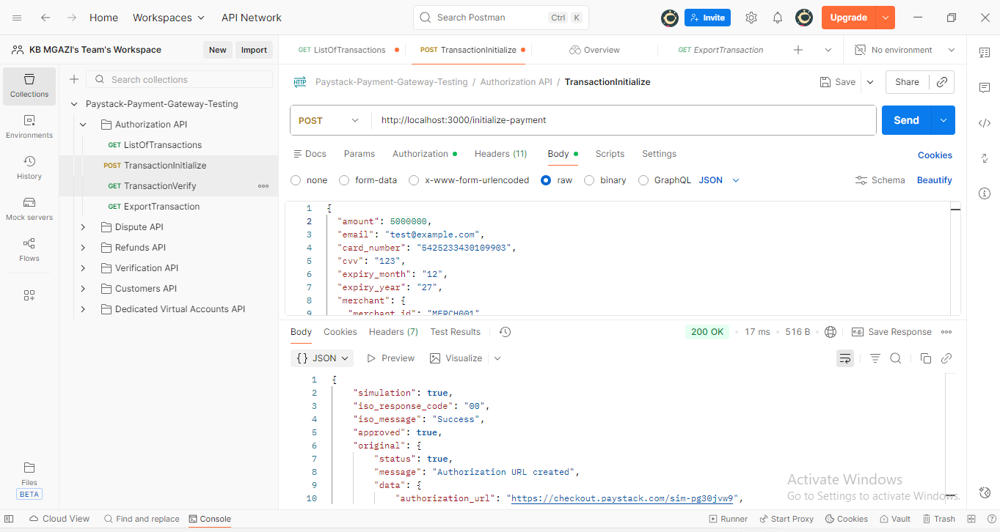 Home Workspaces API Network Search Postman Ctrl K Invite Upgrade
KB MGAZI's Team's Workspace New Import GET ListOfTransactions POST TransactionInitialize Overview GET ExportTransaction No environment
Collections
Environments
History
Mock servers
Flows
Files
BETA
Search collections
Paystack-Payment-Gateway-Testing
Authorization API
GET ListOfTransactions
POST TransactionInitialize
GET TransactionVerify
GET ExportTransaction
Dispute API
Refunds API
Verification API
Customers API
Dedicated Virtual Accounts API
HTTP Paystack-Payment-Gateway-Testing / Authorization API / TransactionInitialize Save Share
POST http://localhost:3000/initialize-payment Send
Docs Params Authorization Headers (11) Body Scripts Settings Cookies
none form-data x-www-form-urlencoded raw binary GraphQL JSON Schema Beautify
1 {
2 "amount": 5000000,
3 "email": "test@example.com",
4 "card_number": "5425233430109903",
5 "cvv": "123",
6 "expiry_month": "12",
7 "expiry_year": "27",
8 "merchant": {
9 "merchant_id": "MERCH001"
Body Cookies Headers (7) Test Results 200 OK 17 ms 516 B e.g. Save Response
{} JSON Preview Visualize
1 {
2 "simulation": true,
3 "iso_response_code": "00",
4 "iso_message": "Success",
5 "approved": true,
6 "original": {
7 "status": true,
8 "message": "Authorization URL created",
9 "data": {
10 "authorization_url": "https://checkout.paystack.com/sim-pg30jvw9",
Activate Windows
Go to Settings to activate Windows.
Cloud View Find and replace Console Runner Start Proxy Cookies Vault Trash